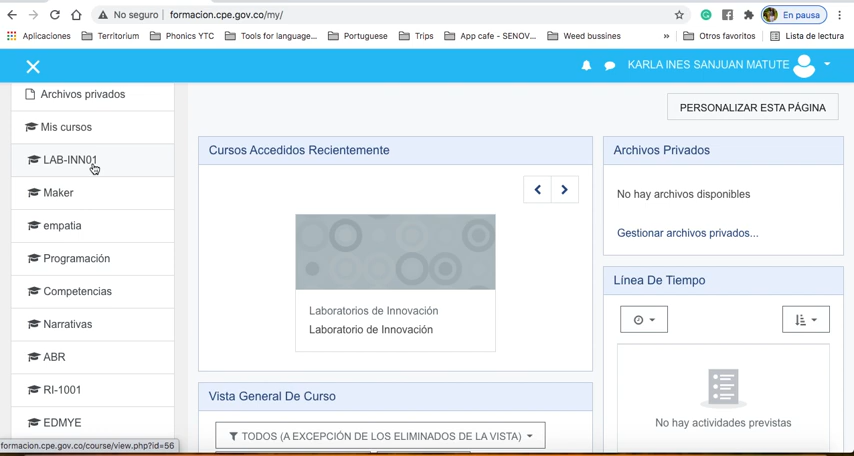 No seguro | formacion.cpe.gov.co/my/
En pausa
Aplicaciones Territorium Phonics YTC Tools for language... Portuguese Trips App cafe - SENOV... Weed bussines » Otros favoritos Lista de lectura
KARLA INES SANJUAN MATUTE
Archivos privados
Mis cursos
LAB-INN01
Maker
empatia
Programación
Competencias
Narrativas
ABR
RI-1001
EDMYE
formacion.cpe.gov.co/course/view.php?id=56
PERSONALIZAR ESTA PÁGINA
Cursos Accedidos Recientemente
Laboratorios de Innovación
Laboratorio de Innovación
Vista General De Curso
TODOS (A EXCEPCIÓN DE LOS ELIMINADOS DE LA VISTA)
Archivos Privados
No hay archivos disponibles
Gestionar archivos privados...
Línea De Tiempo
No hay actividades previstas